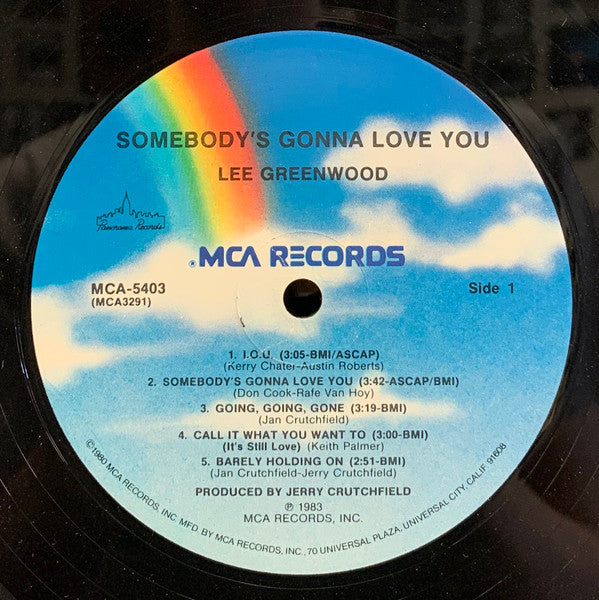 SOMEBODY'S GONNA LOVE YOU
LEE GREENWOOD
Panorama Records
®MCA RECORDS
MCA-5403
(MCA3291)
Side 1
1. I.O.U. (3:05-BMI/ASCAP)
(Kerry Chater-Austin Roberts)
2. SOMEBODY'S GONNA LOVE YOU (3:42-ASCAP/BMI)
(Don Cook-Rafe Van Hoy)
3. GOING, GOING, GONE (3:19-BMI)
(Jan Crutchfield)
4. CALL IT WHAT YOU WANT TO (3:00-BMI)
(It's Still Love) (Keith Palmer)
5. BARELY HOLDING ON (2:51-BMI)
(Jan Crutchfield-Jerry Crutchfield)
PRODUCED BY JERRY CRUTCHFIELD
℗ 1983
MCA RECORDS, INC.
©1980 MCA RECORDS, INC. MFD. BY MCA RECORDS, INC., 70 UNIVERSAL PLAZA, UNIVERSAL CITY, CALIF. 91608